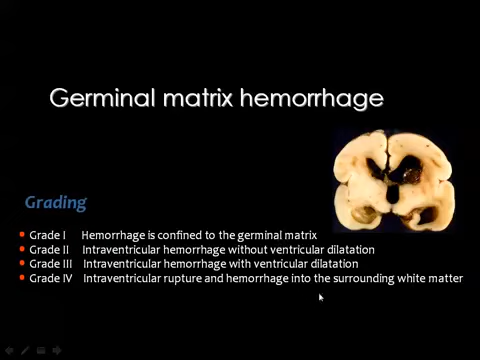 Germinal matrix hemorrhage
Grading
Grade I Hemorrhage is confined to the germinal matrix
Grade II Intraventricular hemorrhage without ventricular dilatation
Grade III Intraventricular hemorrhage with ventricular dilatation
Grade IV Intraventricular rupture and hemorrhage into the surrounding white matter